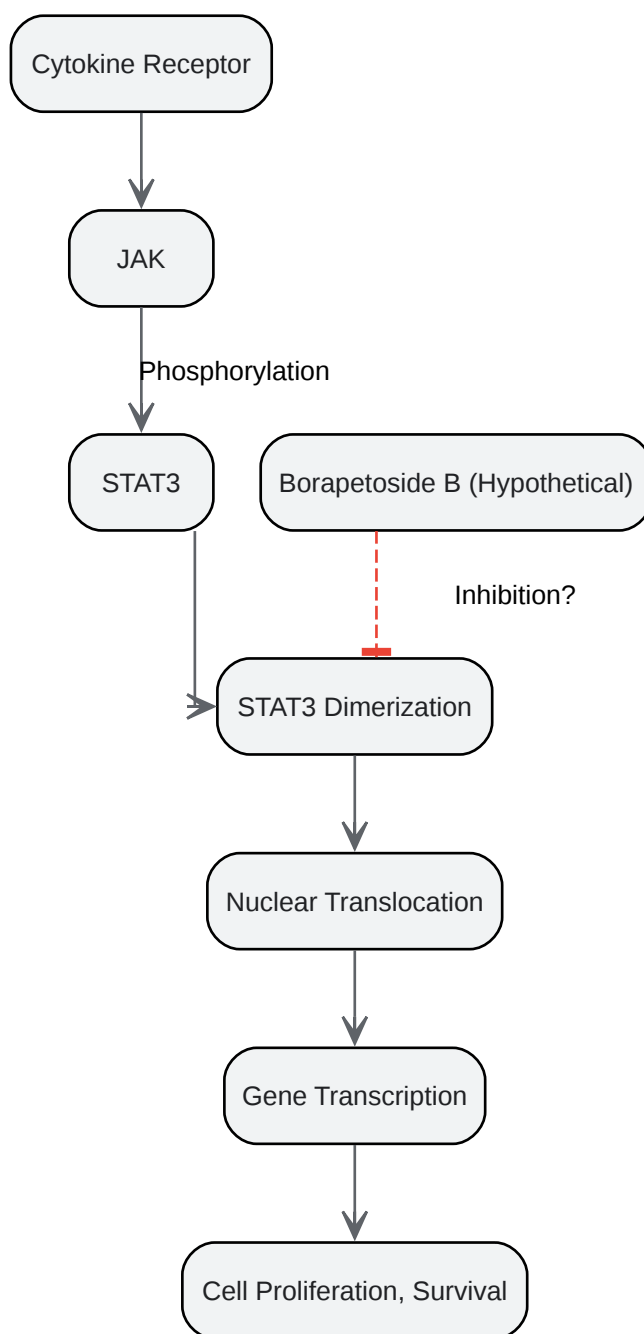 Cytokine Receptor
JAK
Phosphorylation
STAT3
Borapetoside B (Hypothetical)
Inhibition?
STAT3 Dimerization
Nuclear Translocation
Gene Transcription
Cell Proliferation, Survival